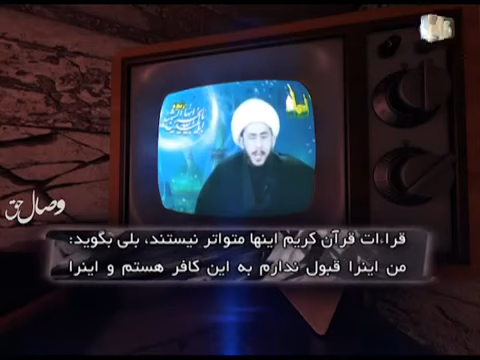 وصال حق
قراءات قرآن کریم اینها متواتر نیستند، بلی بگوید:
من اینرا قبول ندارم به این کافر هستم و اینرا